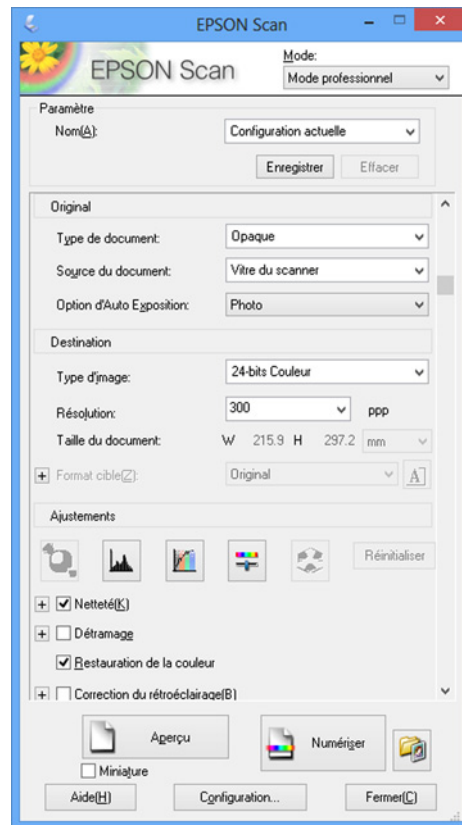 EPSON Scan
EPSON Scan
Mode:
Mode professionnel
Paramètre
Nom(A):
Configuration actuelle
Enregistrer
Effacer
Original
Type de document:
Opaque
Source du document:
Vitre du scanner
Option d'Auto Exposition:
Photo
Destination
Type d'image:
24-bits Couleur
Résolution:
300
ppp
Taille du document:
W 215.9 H 297.2 mm
Format cible(Z):
Original
A
Ajustements
Réinitialiser
Netteté(K)
Détramage
Restauration de la couleur
Correction du rétroéclairage(B)
Aperçu
Numériser
Miniature
Aide(H)
Configuration...
Fermer(C)